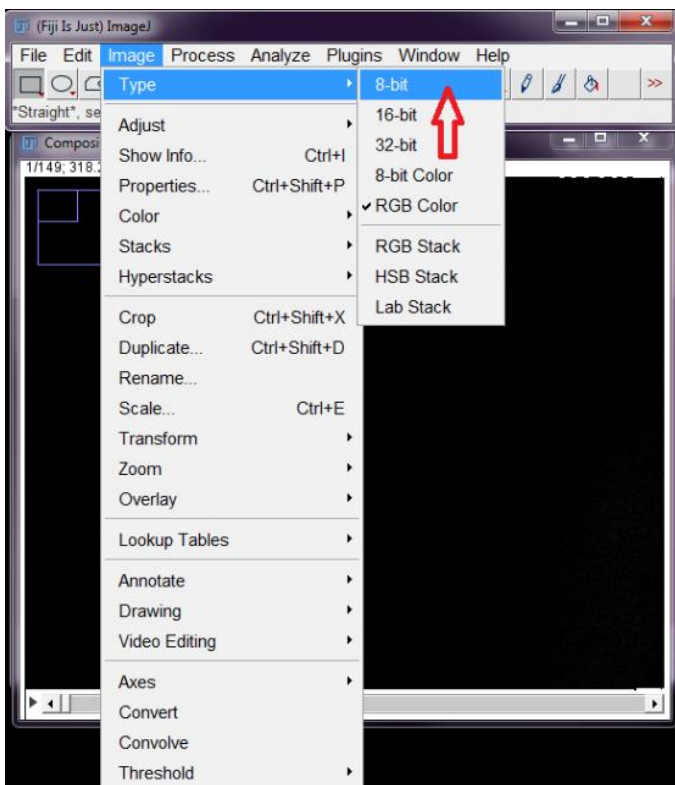 (Fiji Is Just) ImageJ
File Edit Image Process Analyze Plugins Window Help
>>
*Straight*, se
Composi
1/149; 318.
Type
Adjust
Show Info... Ctrl+I
Properties... Ctrl+Shift+P
Color
Stacks
Hyperstacks
Crop Ctrl+Shift+X
Duplicate... Ctrl+Shift+D
Rename...
Scale... Ctrl+E
Transform
Zoom
Overlay
Lookup Tables
Annotate
Drawing
Video Editing
Axes
Convert
Convolve
Threshold
8-bit
16-bit
32-bit
8-bit Color
RGB Color
RGB Stack
HSB Stack
Lab Stack